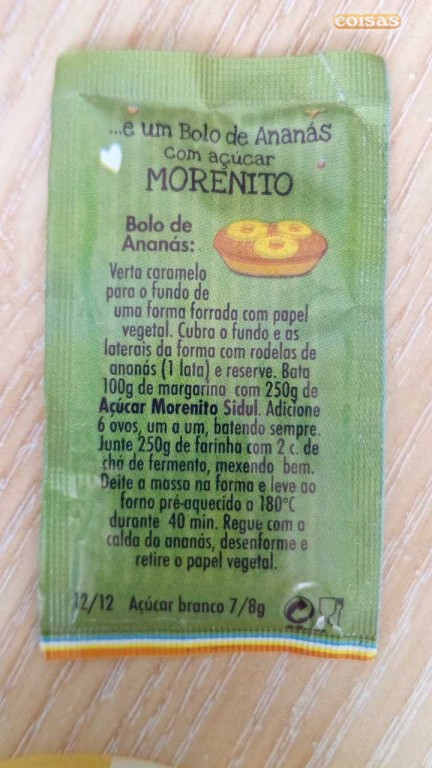 coisas
...e um Bolo de Ananás
com açúcar
MORENITO
Bolo de
Ananás:
Verta caramelo
para o fundo de
uma forma forrada com papel
vegetal. Cubra o fundo e as
laterais da forma com rodelas de
ananás (1 lata) e reserve. Bata
100g de margarina com 250g de
Açúcar Morenito Sidul. Adicione
6 ovos, um a um, batendo sempre.
Junte 250g de farinha com 2 c. de
chá de fermento, mexendo bem.
Deite a massa na forma e leve ao
forno pré-aquecido a 180°C
durante 40 min. Regue com a
calda do ananás, desenforme e
retire o papel vegetal.
12/12 Açúcar branco 7/8g